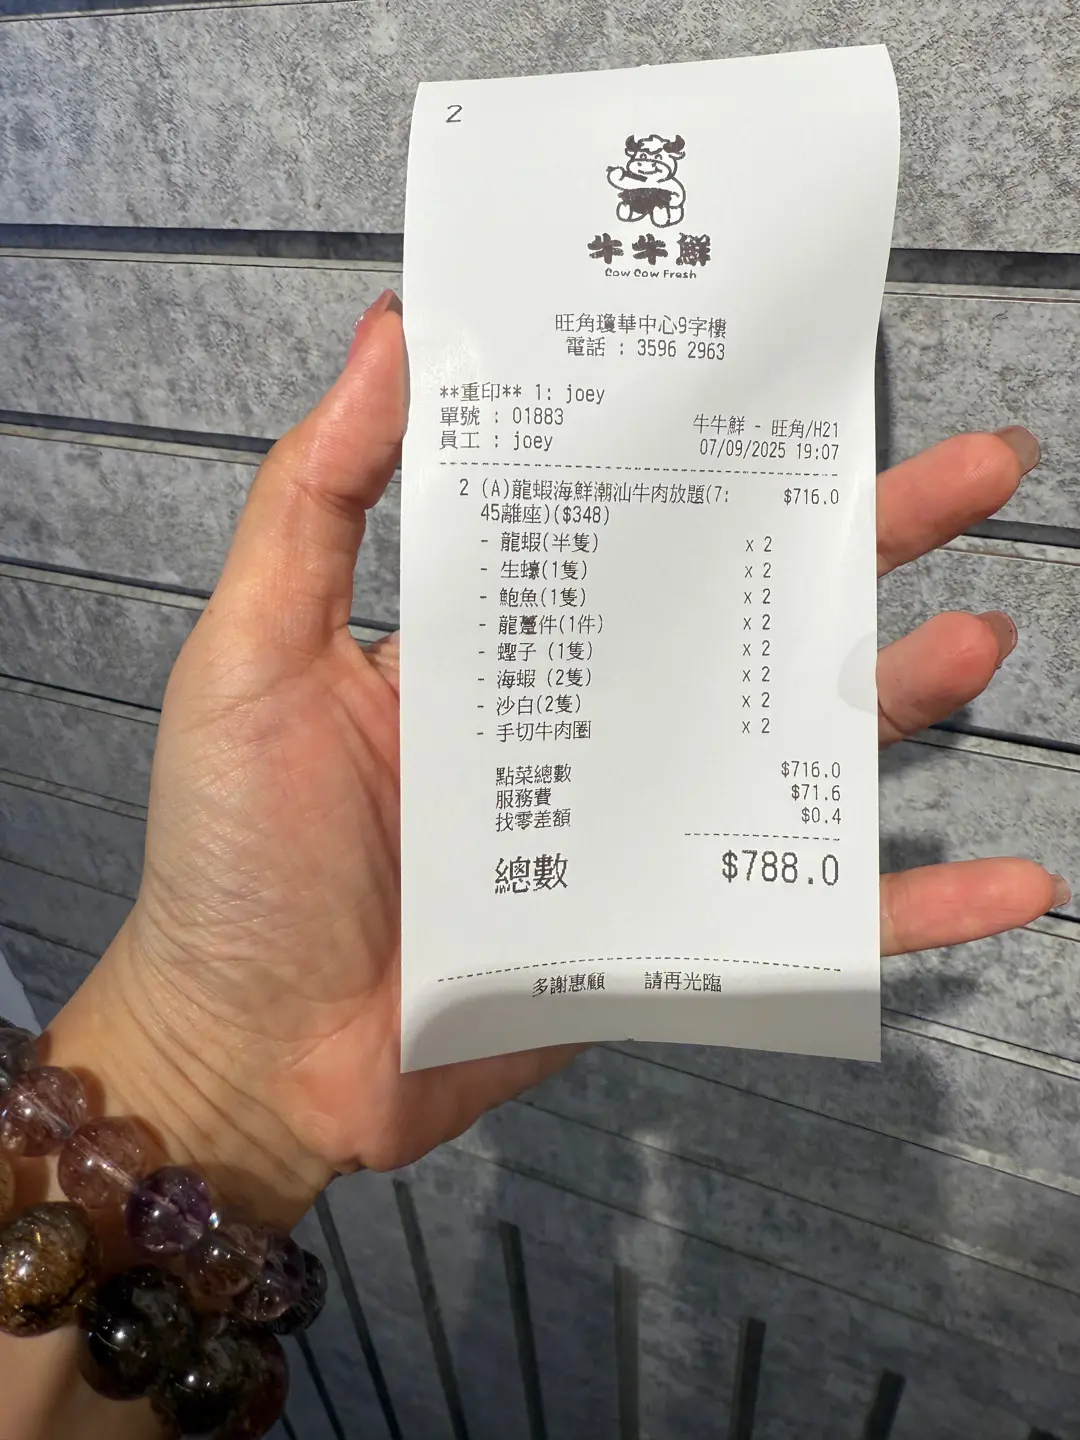 2
牛牛鮮
Cow Cow Fresh
旺角瓊華中心9字樓
電話 : 3596 2963
**重印** 1: joey
單號 : 01883
員工 : joey
牛牛鮮 - 旺角/H21
07/09/2025 19:07
2 (A)龍蝦海鮮潮汕牛肉放題(7: $716.0
45離座)($348)
- 龍蝦(半隻) x 2
- 生蠔(1隻) x 2
- 鮑魚(1隻) x 2
- 龍躉件(1件) x 2
- 蟶子 (1隻) x 2
- 海蝦 (2隻) x 2
- 沙白(2隻) x 2
- 手切牛肉圈 x 2
點菜總數 $716.0
服務費 $71.6
找零差額 $0.4
總數 $788.0
多謝惠顧 請再光臨